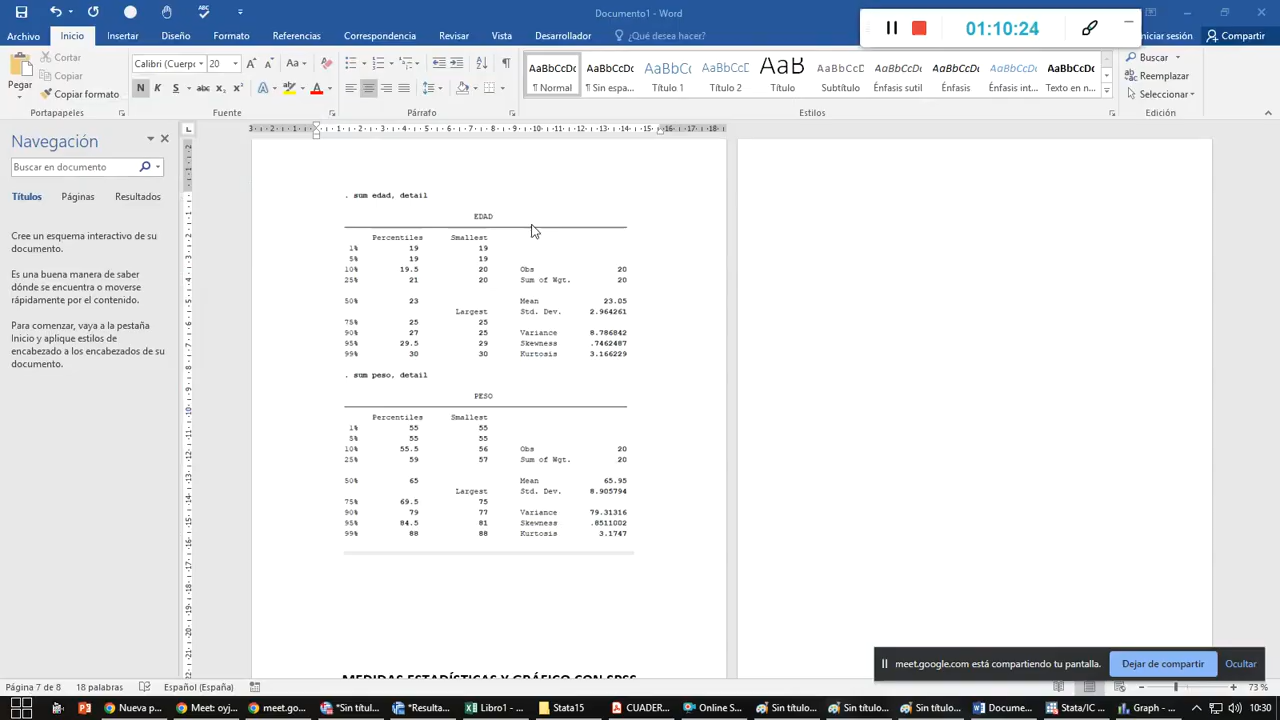 Documento1 - Word
01:10:24
Archivo Inicio Insertar Diseño Formato Referencias Correspondencia Revisar Vista Desarrollador ¿Qué desea hacer? Iniciar sesión Compartir
Cortar
Copiar
Copiar formato
Pegar
Portapapeles
Calibri (Cuerpo 20
N K S abc
Fuente
Párrafo
AaBbCcDc AaBbCcDc AaBbCc AaBbCcD AaB AaBbCcD AaBbCcDc AaBbCcDc AaBbCcDc AaBbCcDc
¶ Normal ¶ Sin espa... Título 1 Título 2 Título Subtítulo Énfasis sutil Énfasis Énfasis int... Texto en n...
Estilos
Buscar
Reemplazar
Seleccionar
Edición
Navegación
Buscar en documento
Títulos Páginas Resultados
Cree un esquema interactivo de su
documento.
Es una buena manera de saber
dónde se encuentra o moverse
rápidamente por el contenido.
Para comenzar, vaya a la pestaña
Inicio y aplique estilos de
encabezado a los encabezados de su
documento.
. sum edad, detail
EDAD
Percentiles Smallest
1% 19 19
5% 19 19
10% 19.5 20 Obs 20
25% 21 20 Sum of Wgt. 20
50% 23 Mean 23.05
Largest Std. Dev. 2.964261
75% 25 25
90% 27 25 Variance 8.786842
95% 29.5 29 Skewness .7462487
99% 30 30 Kurtosis 3.166229
. sum peso, detail
PESO
Percentiles Smallest
1% 55 55
5% 55 55
10% 55.5 56 Obs 20
25% 59 57 Sum of Wgt. 20
50% 65 Mean 65.95
Largest Std. Dev. 8.905794
75% 69.5 75
90% 79 77 Variance 79.31316
95% 84.5 81 Skewness .8511002
99% 88 88 Kurtosis 3.1747
MEDIDAS ESTADÍSTICAS Y GRÁFICO CON SPSS
meet.google.com está compartiendo tu pantalla. Dejar de compartir Ocultar
Página 7 de 8 18 palabras Español (España) 73 %
Nueva p... Meet: oyj... meet.goo... *Sin títul... *Resulta... Libro1 - ... Stata15 CUADER... Online S... Sin título ... Sin título ... Sin título ... Docume... Stata/IC ... Graph - ... 10:30